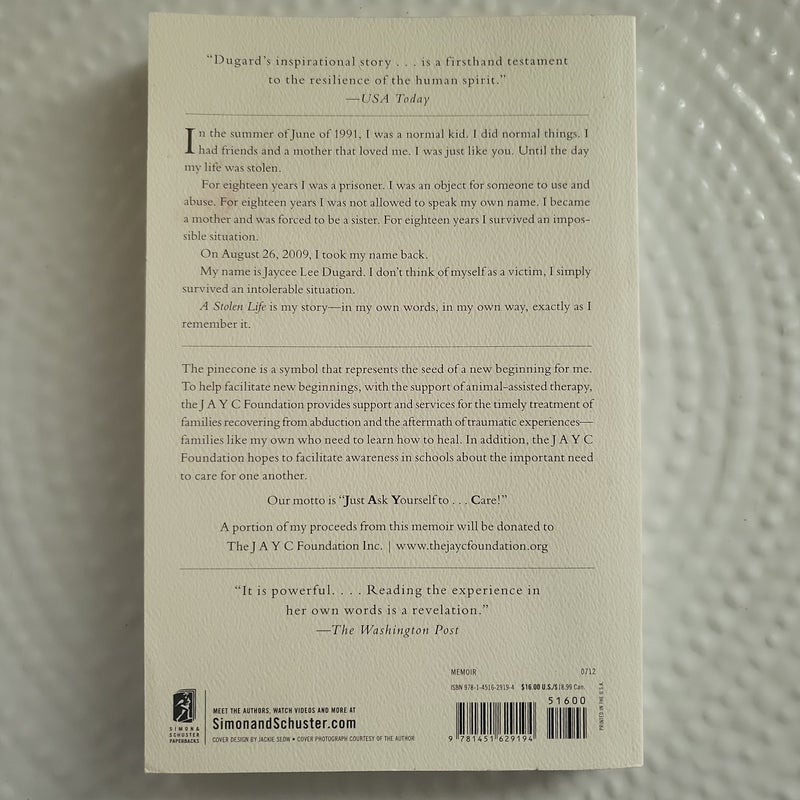 “Dugard’s inspirational story . . . is a firsthand testament
to the resilience of the human spirit.”
—USA Today
In the summer of June of 1991, I was a normal kid. I did normal things. I
had friends and a mother that loved me. I was just like you. Until the day
my life was stolen.
For eighteen years I was a prisoner. I was an object for someone to use and
abuse. For eighteen years I was not allowed to speak my own name. I became
a mother and was forced to be a sister. For eighteen years I survived an impos-
sible situation.
On August 26, 2009, I took my name back.
My name is Jaycee Lee Dugard. I don’t think of myself as a victim, I simply
survived an intolerable situation.
A Stolen Life is my story—in my own words, in my own way, exactly as I
remember it.
The pinecone is a symbol that represents the seed of a new beginning for me.
To help facilitate new beginnings, with the support of animal-assisted therapy,
the J A Y C Foundation provides support and services for the timely treatment of
families recovering from abduction and the aftermath of traumatic experiences—
families like my own who need to learn how to heal. In addition, the J A Y C
Foundation hopes to facilitate awareness in schools about the important need
to care for one another.
Our motto is “Just Ask Yourself to . . . Care!”
A portion of my proceeds from this memoir will be donated to
The J A Y C Foundation Inc. | www.thejaycfoundation.org
“It is powerful. . . . Reading the experience in
her own words is a revelation.”
—The Washington Post
MEMOIR 0712
ISBN 978-1-4516-2919-4 $16.00 U.S./$18.99 Can.
51600
9 781451 629194
PRINTED IN THE U.S.A.
SIMON &
SCHUSTER
PAPERBACKS
MEET THE AUTHORS, WATCH VIDEOS AND MORE AT
SimonandSchuster.com
COVER DESIGN BY JACKIE SEOW • COVER PHOTOGRAPH COURTESY OF THE AUTHOR